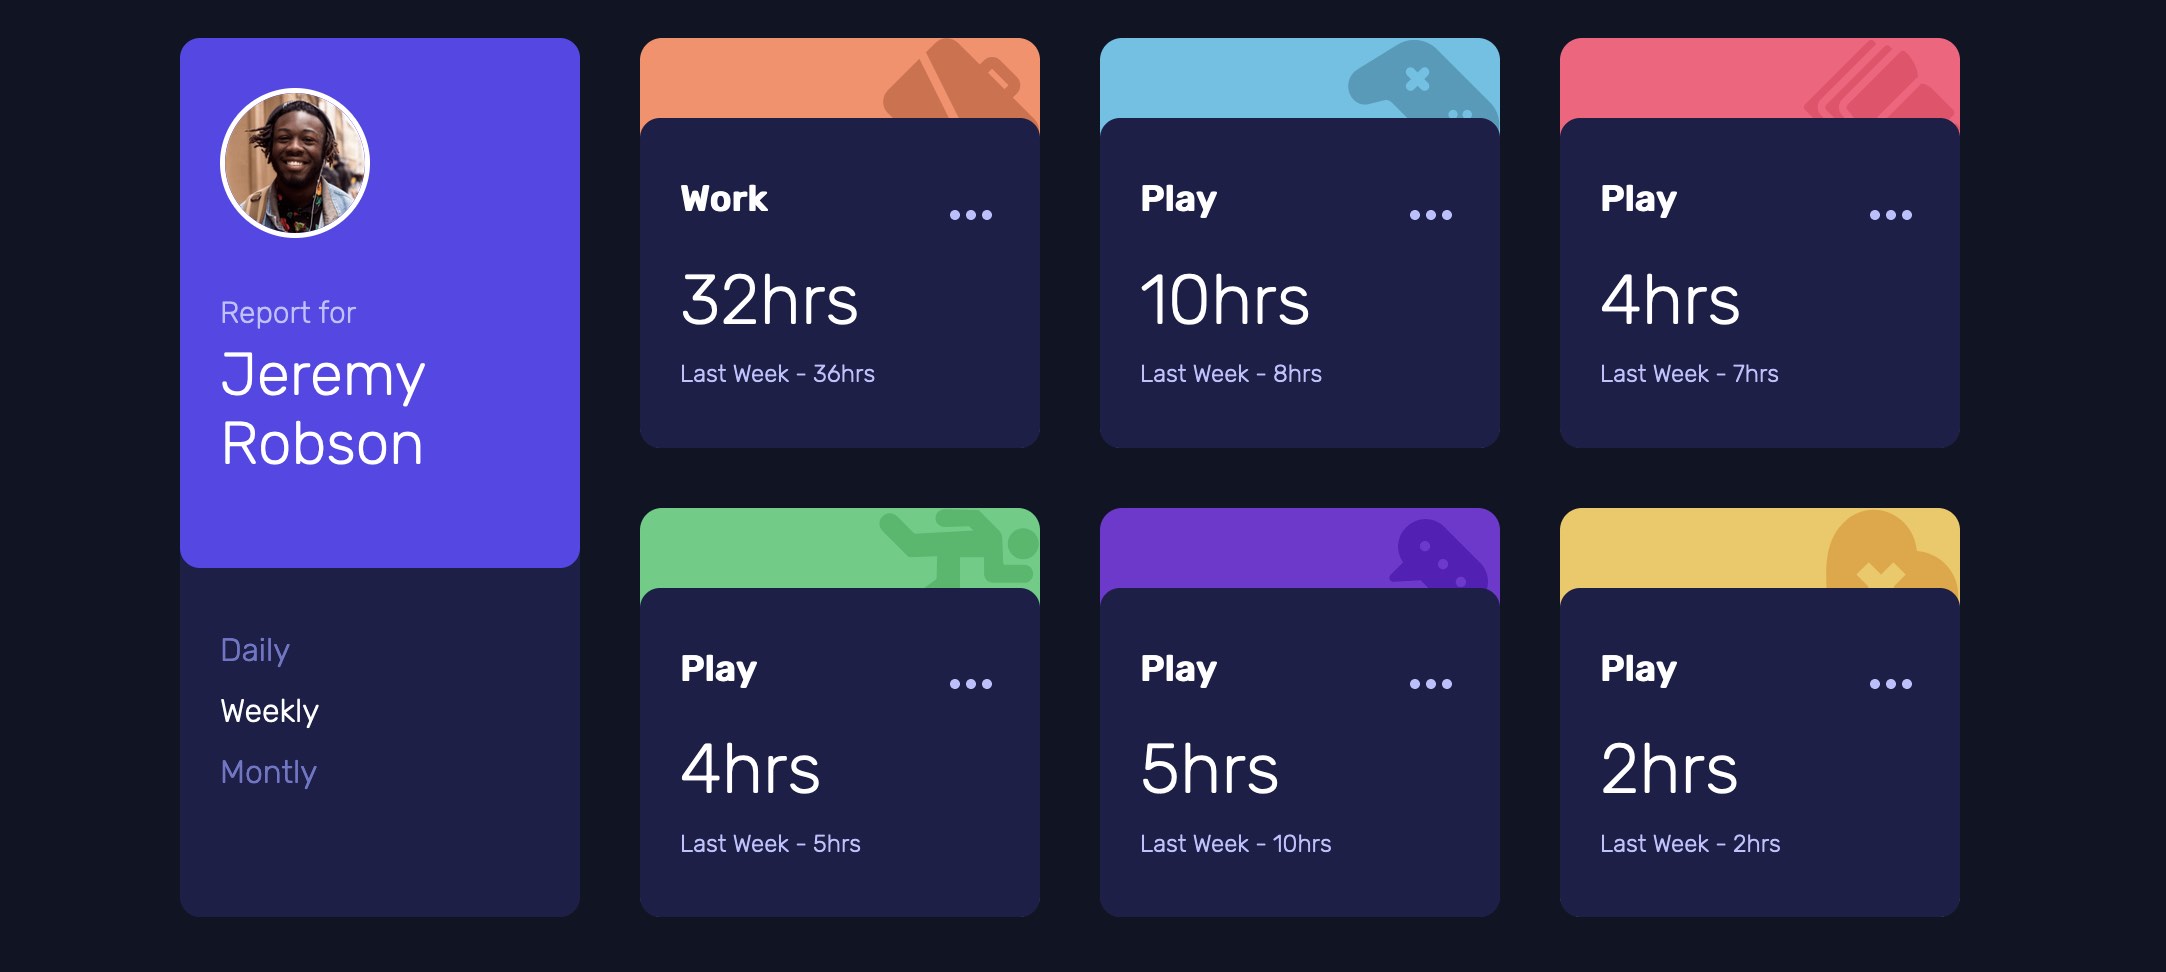 Report for
Jeremy
Robson
Daily
Weekly
Montly
Work
32hrs
Last Week - 36hrs
Play
10hrs
Last Week - 8hrs
Play
4hrs
Last Week - 7hrs
Play
4hrs
Last Week - 5hrs
Play
5hrs
Last Week - 10hrs
Play
2hrs
Last Week - 2hrs